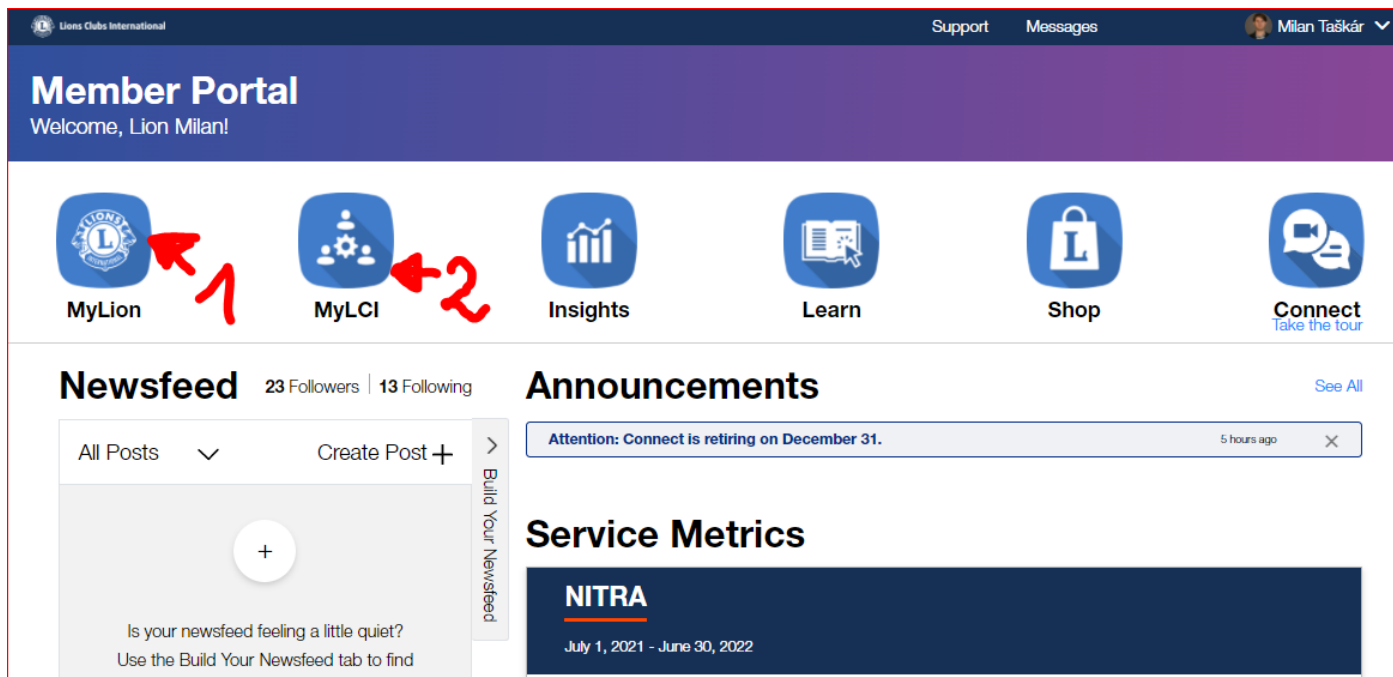 Lions Clubs International
Support Messages Milan Taškár
Member Portal
Welcome, Lion Milan!
LIONS
L
INTERNATIONAL
L
1
2
MyLion MyLCI Insights Learn Shop Connect
Take the tour
Newsfeed 23 Followers 13 Following
All Posts Create Post +
Build Your Newsfeed
+
Is your newsfeed feeling a little quiet?
Use the Build Your Newsfeed tab to find
Announcements See All
Attention: Connect is retiring on December 31. 5 hours ago
Service Metrics
NITRA
July 1, 2021 - June 30, 2022